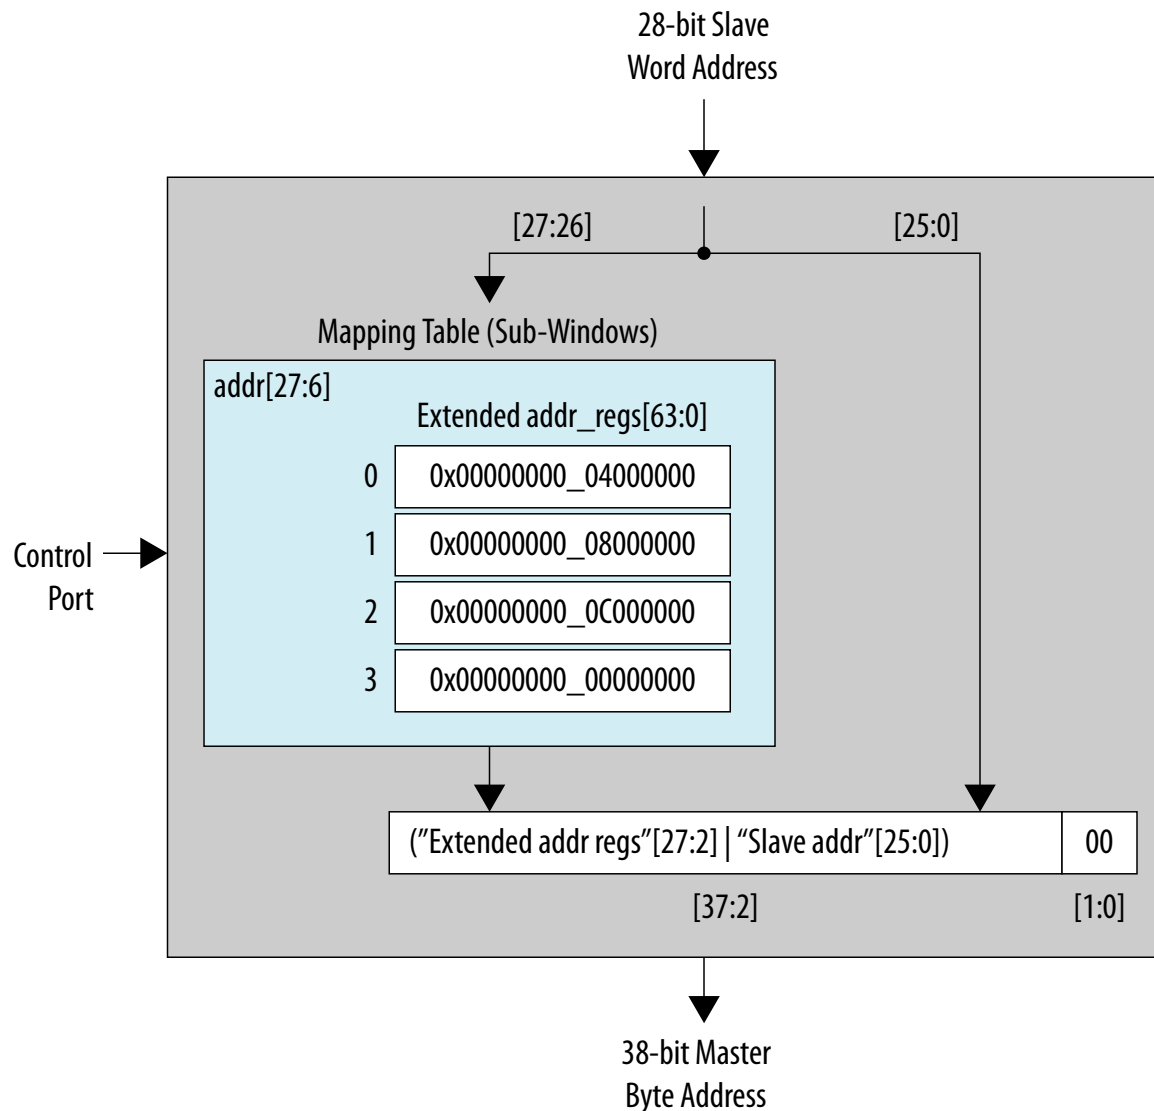 28-bit Slave
Word Address
[27:26]
[25:0]
Mapping Table (Sub-Windows)
addr[27:6]
Extended addr_regs[63:0]
0
0x00000000_04000000
1
0x00000000_08000000
2
0x00000000_0C000000
3
0x00000000_00000000
Control
Port
(”Extended addr regs”[27:2] | “Slave addr”[25:0])
00
[37:2]
[1:0]
38-bit Master
Byte Address